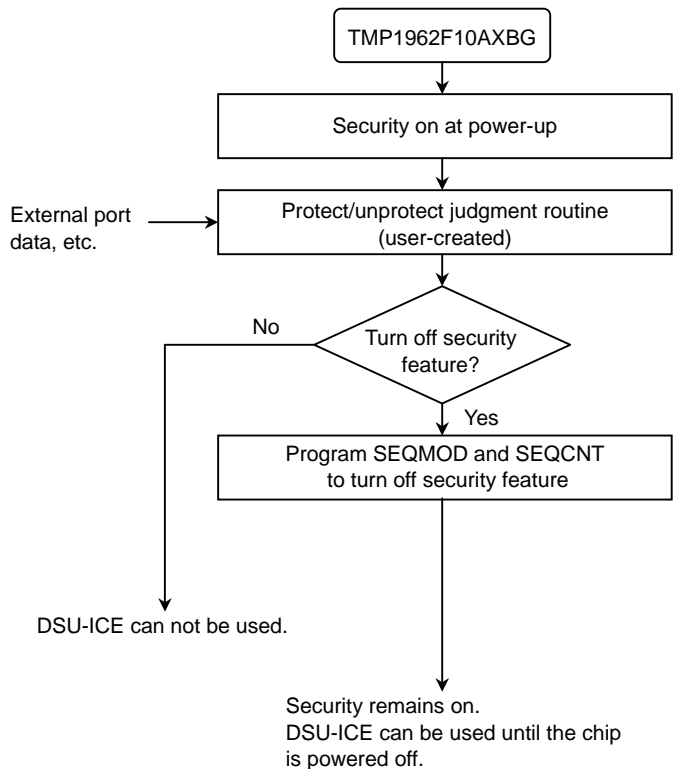 TMP1962F10AXBG
Security on at power-up
External port
data, etc.
Protect/unprotect judgment routine
(user-created)
No
Turn off security
feature?
Yes
Program SEQMOD and SEQCNT
to turn off security feature
DSU-ICE can not be used.
Security remains on.
DSU-ICE can be used until the chip
is powered off.